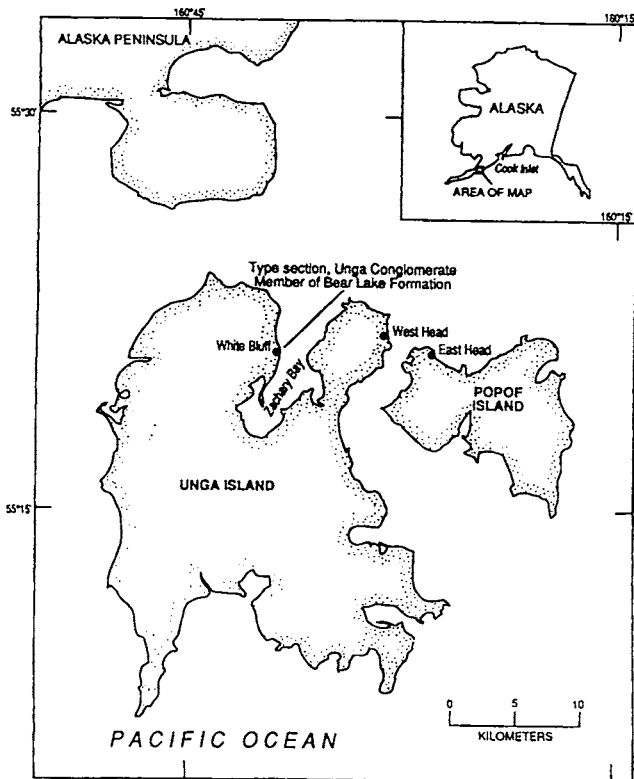 160°45'
160°15'
ALASKA PENINSULA
55°30'
ALASKA
Cook Inlet
AREA OF MAP
160°15'
Type section, Unga Conglomerate
Member of Bear Lake Formation
White Bluff
West Head
East Head
Zachary Bay
POPOF
ISLAND
UNGA ISLAND
55°15'
0 5 10
KILOMETERS
PACIFIC OCEAN